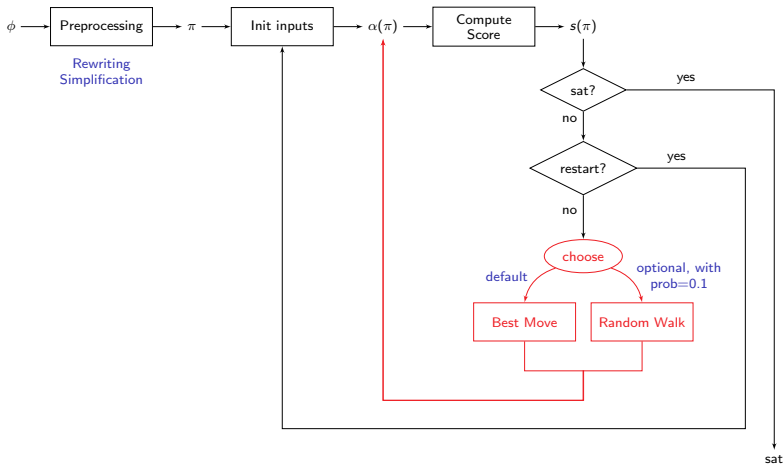 ϕ
Preprocessing
π
Init inputs
α(π)
Compute
Score
s(π)
Rewriting
Simplification
sat?
yes
no
restart?
yes
no
choose
default
optional, with
prob=0.1
Best Move
Random Walk
sat